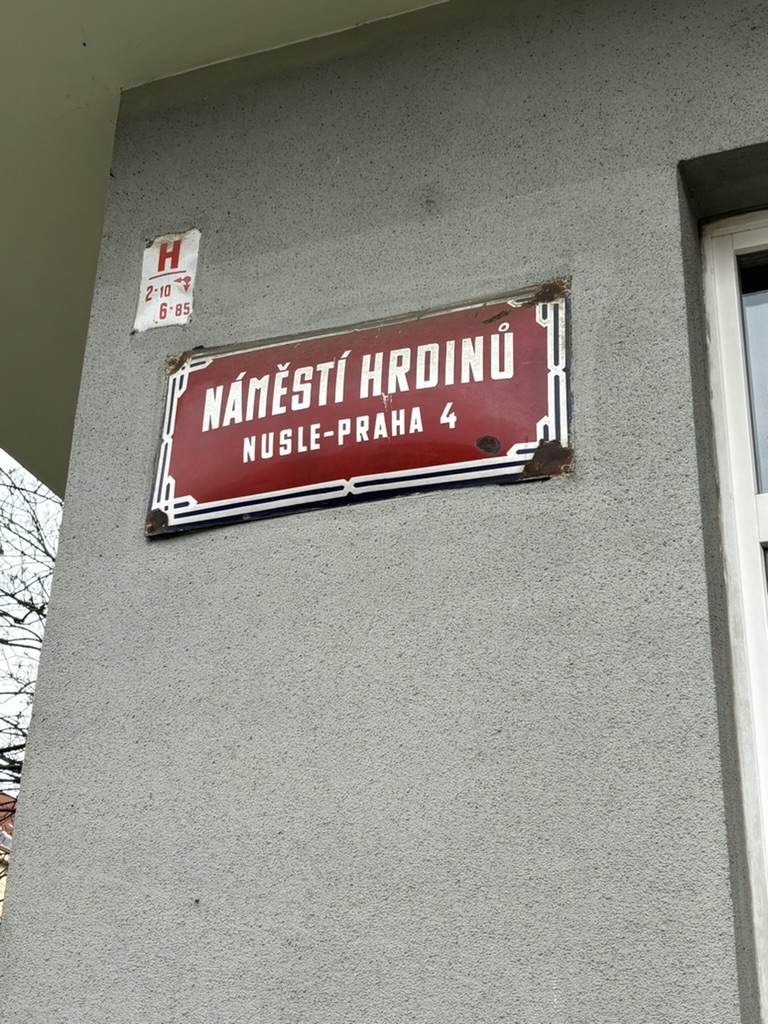 H
2-10
6-85
NÁMĚSTÍ HRDINŮ
NUSLE-PRAHA 4